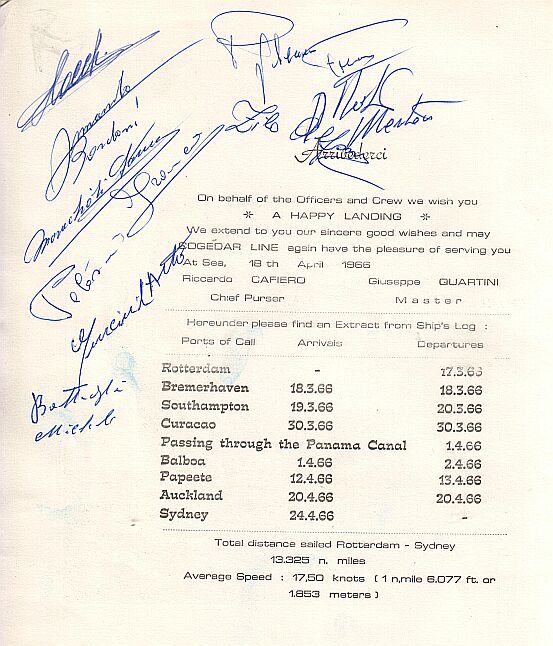 Armando
Bondoni!
Battaglia
Michele
Arrivederci
On behalf of the Officers and Crew we wish you
* A HAPPY LANDING *
We extend to you our sincere good wishes and may
SOGEDAR LINE again have the pleasure of serving you
At Sea, 18 th April 1966
Riccardo CAFIERO Giuseppe QUARTINI
Chief Purser Master
Hereunder please find an Extract from Ship's Log :
Ports of Call Arrivals Departures
Rotterdam - 17.3.66
Bremerhaven 18.3.66 18.3.66
Southampton 19.3.66 20.3.66
Curacao 30.3.66 30.3.66
Passing through the Panama Canal 1.4.66
Balboa 1.4.66 2.4.66
Papeete 12.4.66 13.4.66
Auckland 20.4.66 20.4.66
Sydney 24.4.66 -
Total distance sailed Rotterdam - Sydney
13.325 n. miles
Average Speed : 17,50 knots ( 1 n,mile 6.077 ft. or
1.853 meters )